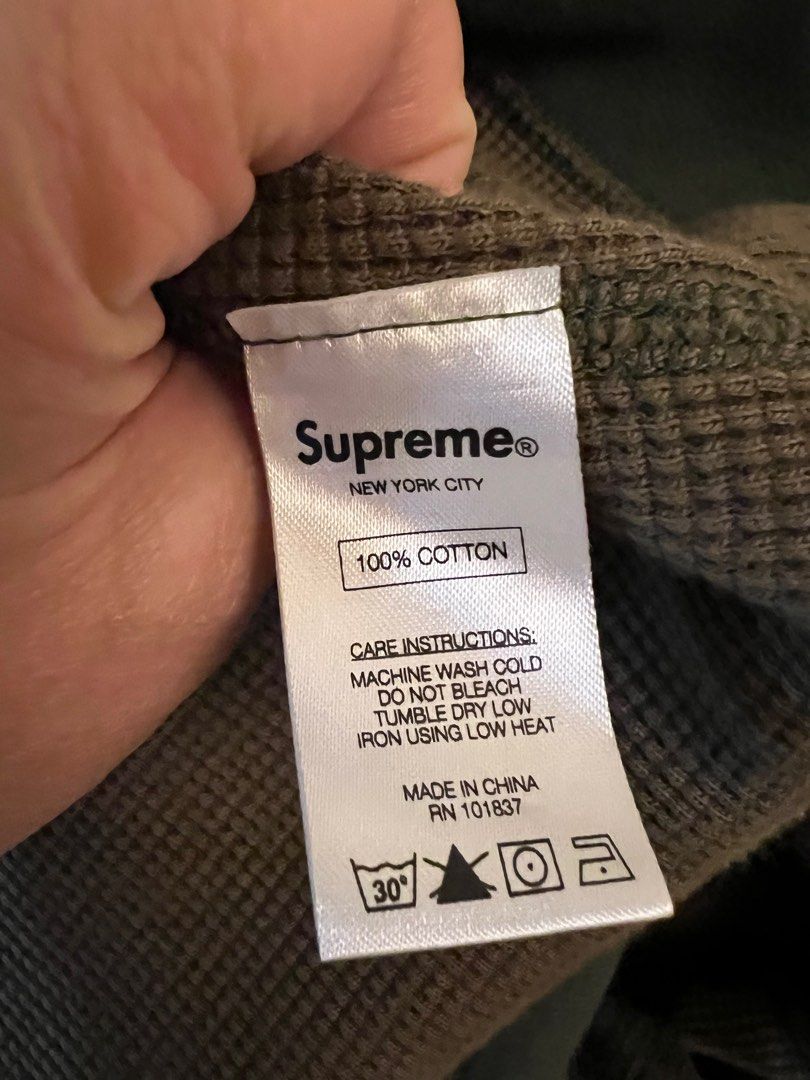 Supreme®
NEW YORK CITY
100% COTTON
CARE INSTRUCTIONS:
MACHINE WASH COLD
DO NOT BLEACH
TUMBLE DRY LOW
IRON USING LOW HEAT
MADE IN CHINA
RN 101837
30°